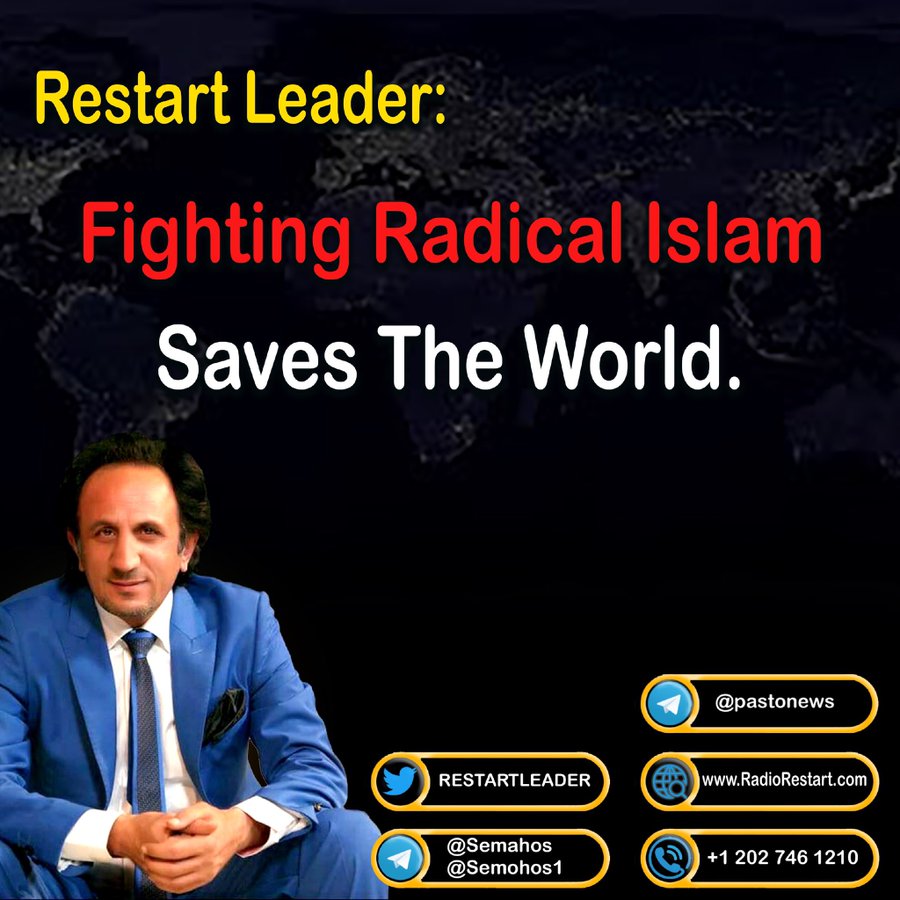 Restart Leader:
Fighting Radical Islam
Saves The World.
@pastonews
RESTARTLEADER
www.RadioRestart.com
@Semahos
@Semohos1
+1 202 746 1210